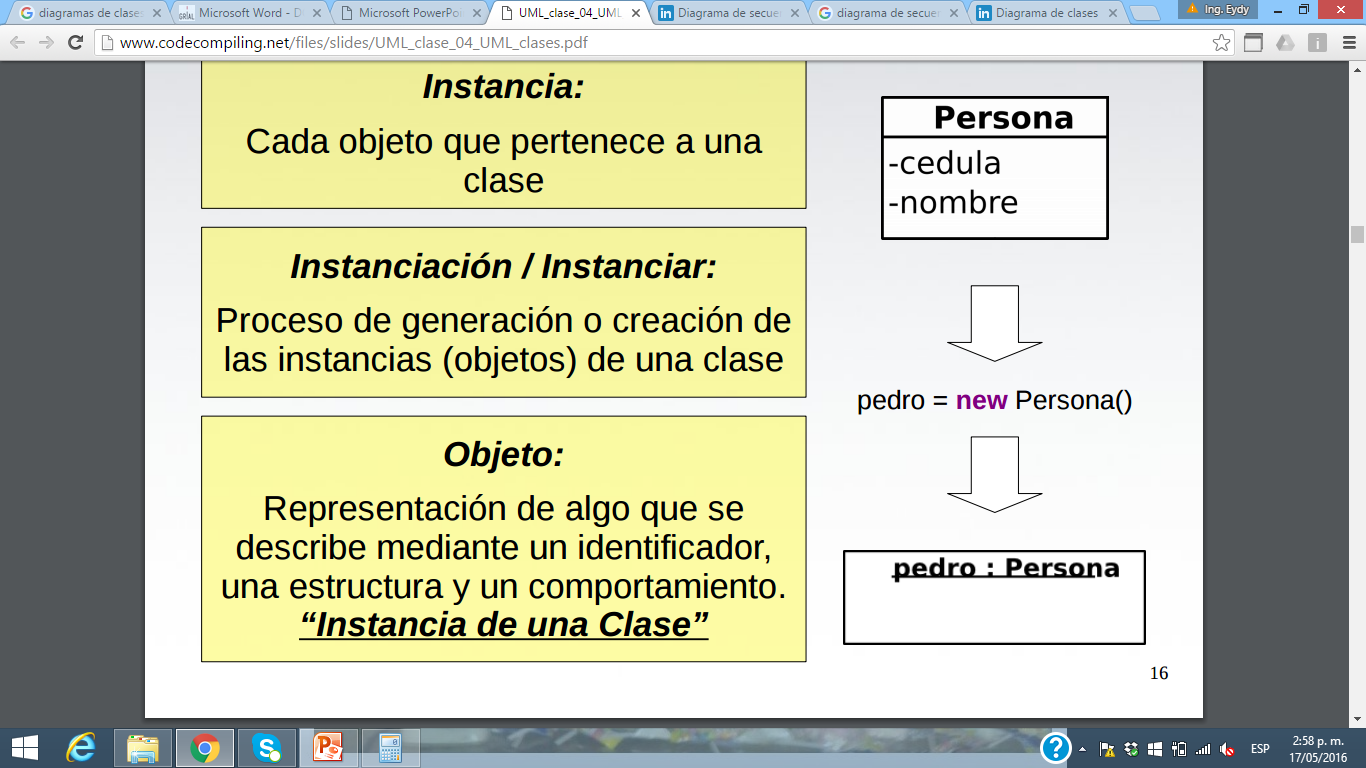 diagramas de clases
Microsoft Word - D
Microsoft PowerPo
UML_clase_04_UML
Diagrama de secue
diagrama de secue
Diagrama de clases
Ing. Eydy
www.codecompiling.net/files/slides/UML_clase_04_UML_clases.pdf
Instancia:
Cada objeto que pertenece a una
clase
Instanciación / Instanciar:
Proceso de generación o creación de
las instancias (objetos) de una clase
Objeto:
Representación de algo que se
describe mediante un identificador,
una estructura y un comportamiento.
“Instancia de una Clase”
Persona
-cedula
-nombre
pedro = new Persona()
pedro : Persona
16
ESP
2:58 p. m.
17/05/2016